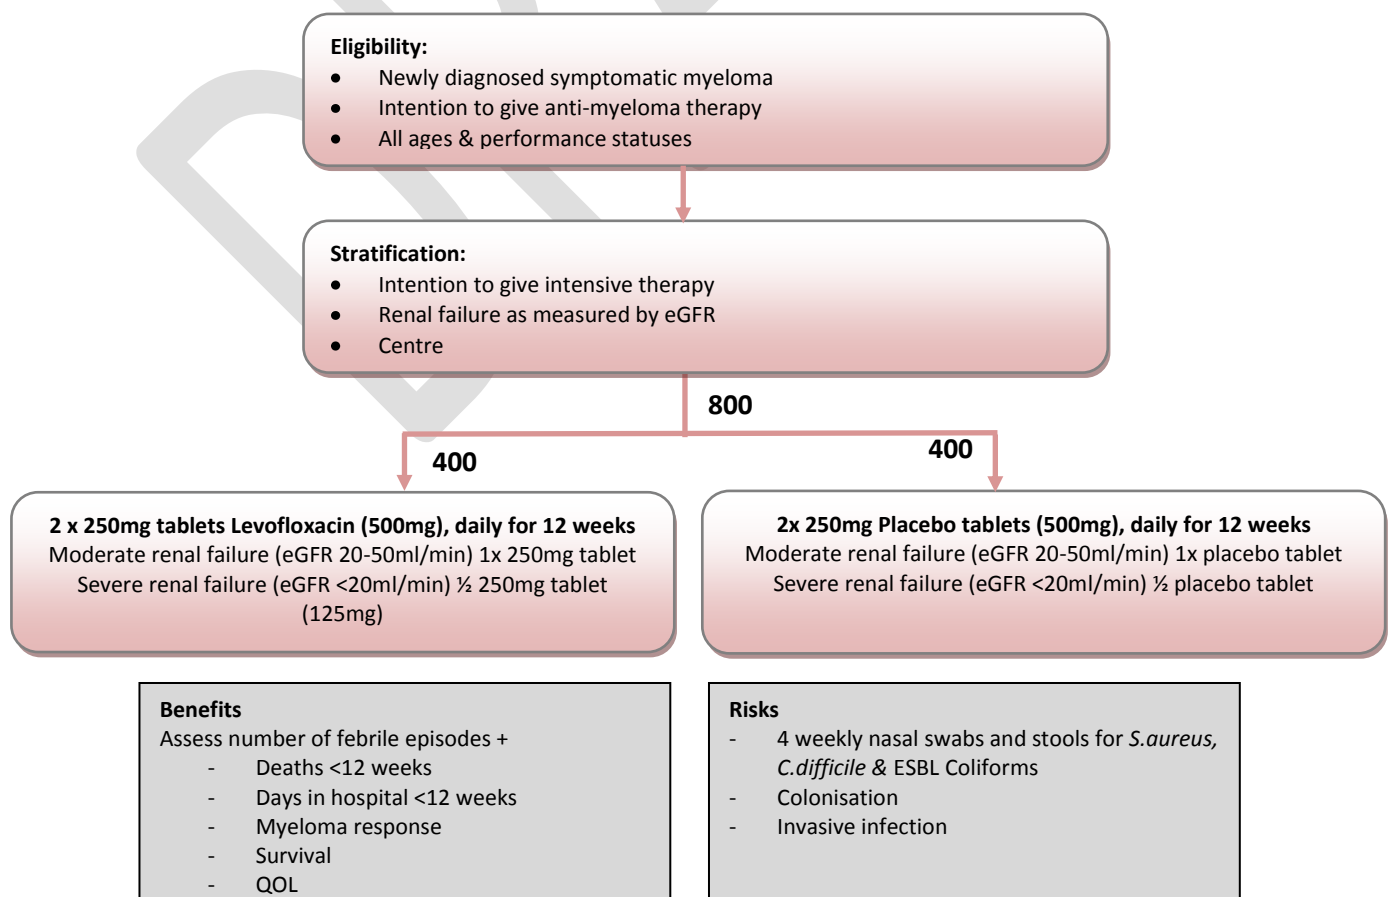 Eligibility:
• Newly diagnosed symptomatic myeloma
• Intention to give anti-myeloma therapy
• All ages & performance statuses
Stratification:
• Intention to give intensive therapy
• Renal failure as measured by eGFR
• Centre
800
400
400
2 x 250mg tablets Levofloxacin (500mg), daily for 12 weeks
Moderate renal failure (eGFR 20-50ml/min) 1x 250mg tablet
Severe renal failure (eGFR <20ml/min) ½ 250mg tablet
(125mg)
2x 250mg Placebo tablets (500mg), daily for 12 weeks
Moderate renal failure (eGFR 20-50ml/min) 1x placebo tablet
Severe renal failure (eGFR <20ml/min) ½ placebo tablet
Benefits
Assess number of febrile episodes +
- Deaths <12 weeks
- Days in hospital <12 weeks
- Myeloma response
- Survival
- QOL
Risks
- 4 weekly nasal swabs and stools for S.aureus,
C.difficile & ESBL Coliforms
- Colonisation
- Invasive infection